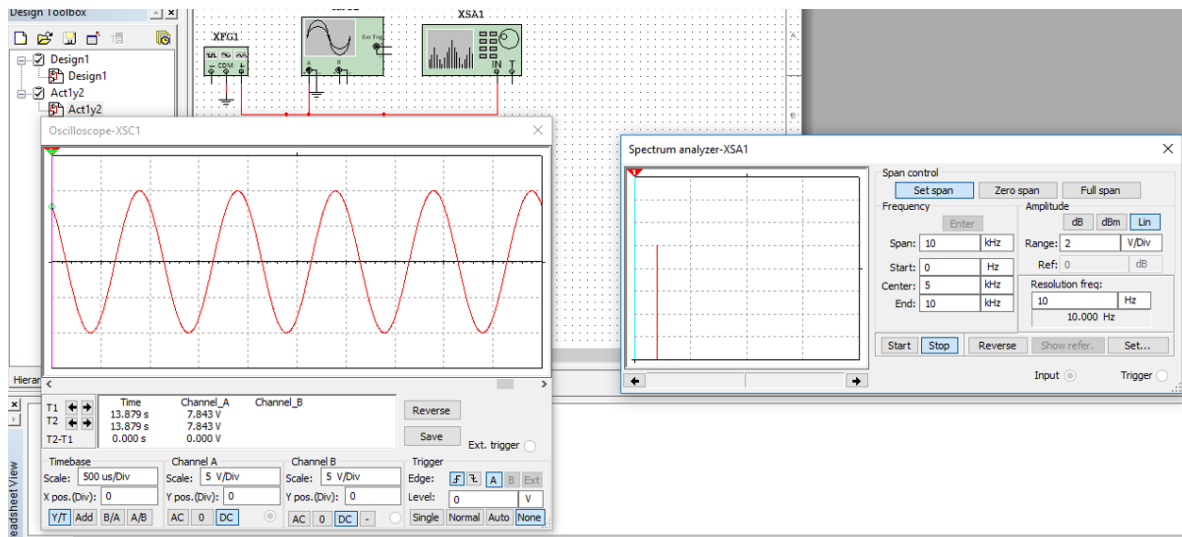 Design Toolbox
XSA1
XFG1
Ext Trig
COM
A
B
IN T
Design1
Design1
Act1y2
Act1y2
A
B
Hierar
Oscilloscope-XSC1
Time Channel_A Channel_B
T1 13.879 s 7.843 V
T2 13.879 s 7.843 V
T2-T1 0.000 s 0.000 V
Reverse
Save
Ext. trigger
Timebase
Scale: 500 us/Div
X pos.(Div): 0
Y/T Add B/A A/B
Channel A
Scale: 5 V/Div
Y pos.(Div): 0
AC 0 DC
Channel B
Scale: 5 V/Div
Y pos.(Div): 0
AC 0 DC -
Trigger
Edge: A B Ext
Level: 0 V
Single Normal Auto None
Spectrum analyzer-XSA1
Span control
Set span Zero span Full span
Frequency
Enter
Span: 10 kHz
Start: 0 Hz
Center: 5 kHz
End: 10 kHz
Amplitude
dB dBm Lin
Range: 2 V/Div
Ref: 0 dB
Resolution freq:
10 Hz
10.000 Hz
Start Stop Reverse Show refer. Set...
Input Trigger
eadsheet View